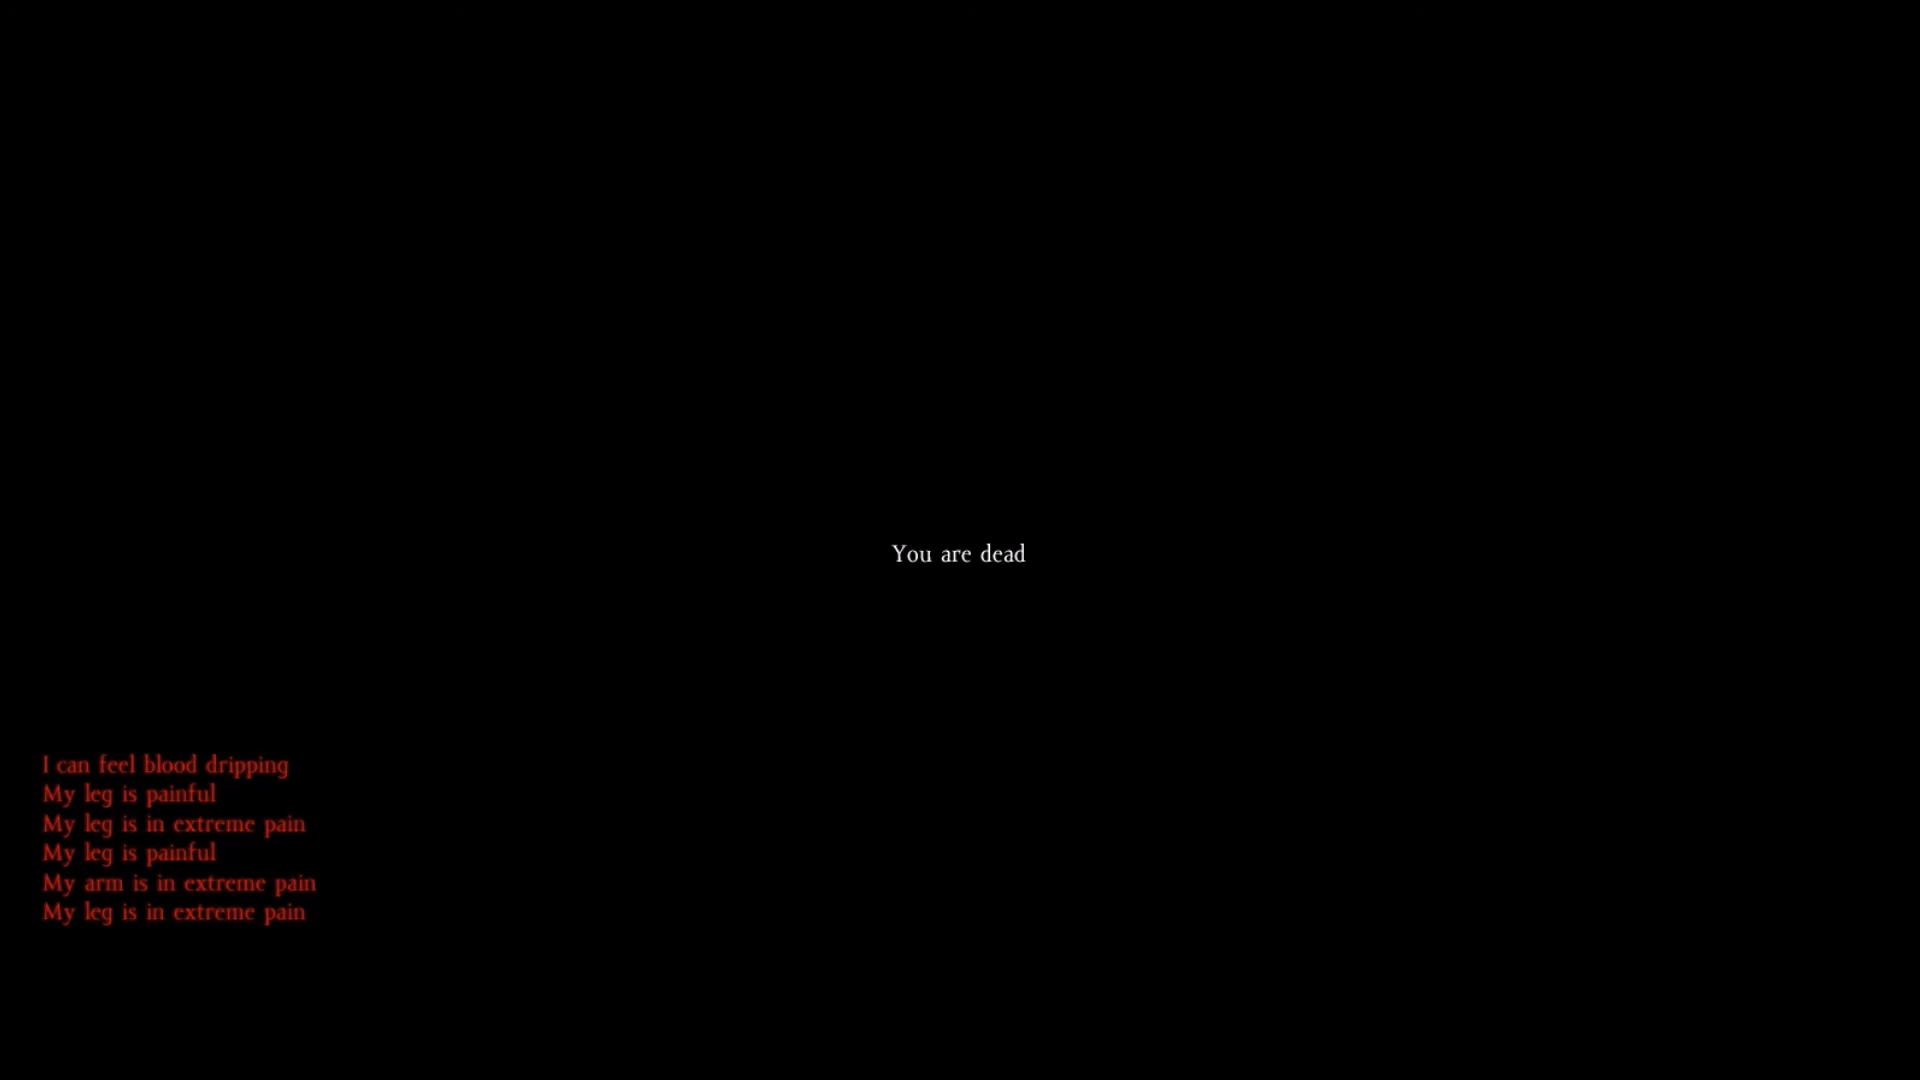 You are dead
I can feel blood dripping
My leg is painful
My leg is in extreme pain
My leg is painful
My arm is in extreme pain
My leg is in extreme pain